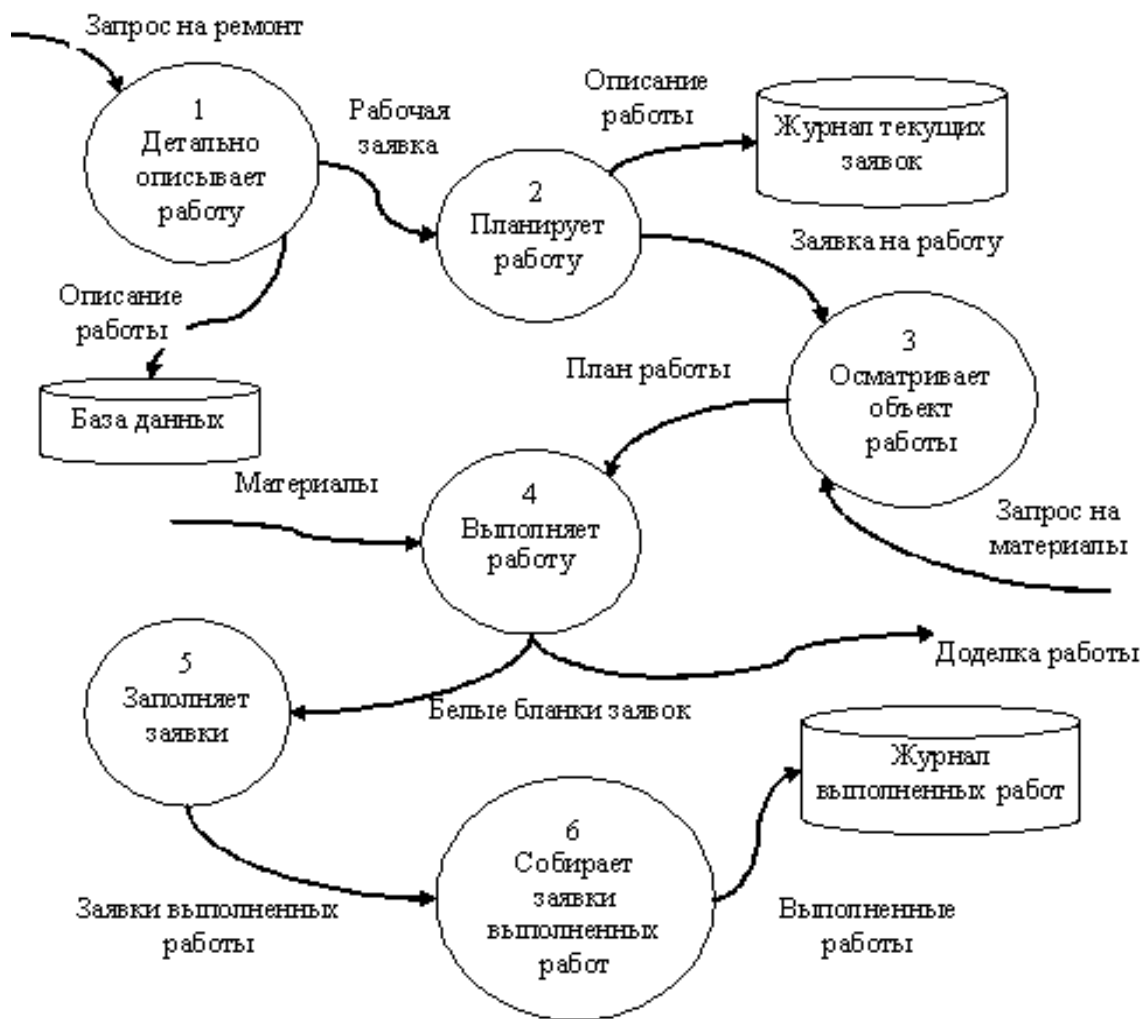 Запрос на ремонт
1
Детально
описывает
работу
Рабочая
заявка
Описание
работы
Журнал текущих
заявок
2
Планирует
работу
Заявка на работу
Описание
работы
База данных
План работы
3
Осматривает
объект
работы
Материалы
4
Выполняет
работу
Запрос на
материалы
Доделка работы
5
Заполняет
заявки
Белые бланки заявок
Журнал
выполненных работ
6
Собирает
заявки
выполненных
работ
Заявки выполненных
работы
Выполненные
работы